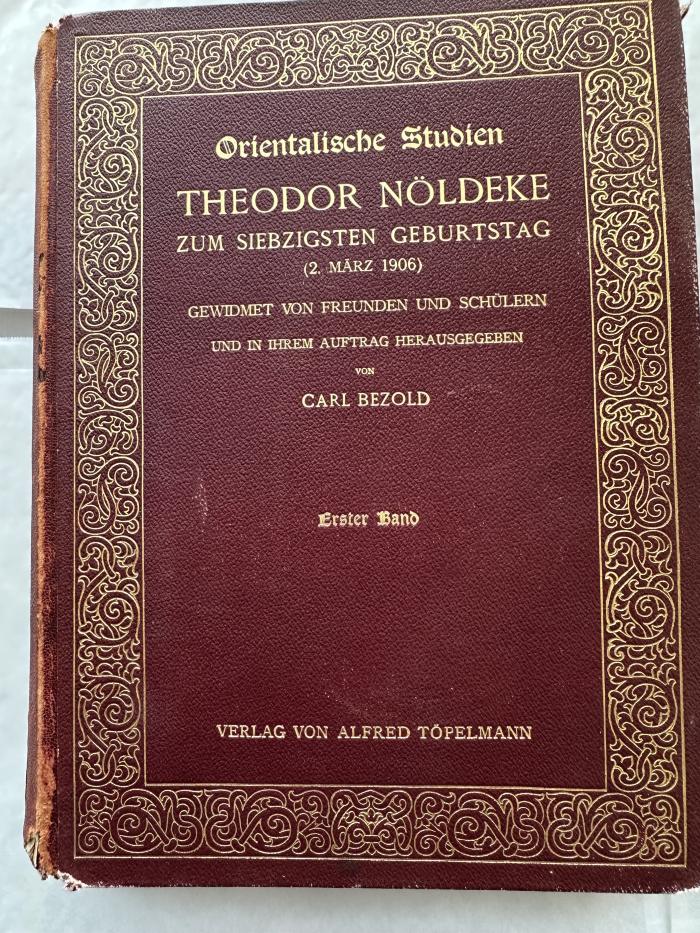 Orientalische Studien
THEODOR NÖLDEKE
ZUM SIEBZIGSTEN GEBURTSTAG
(2. MÄRZ 1906)
GEWIDMET VON FREUNDEN UND SCHÜLERN
UND IN IHREM AUFTRAG HERAUSGEGEBEN
VON
CARL BEZOLD
Erster Band
VERLAG VON ALFRED TÖPELMANN